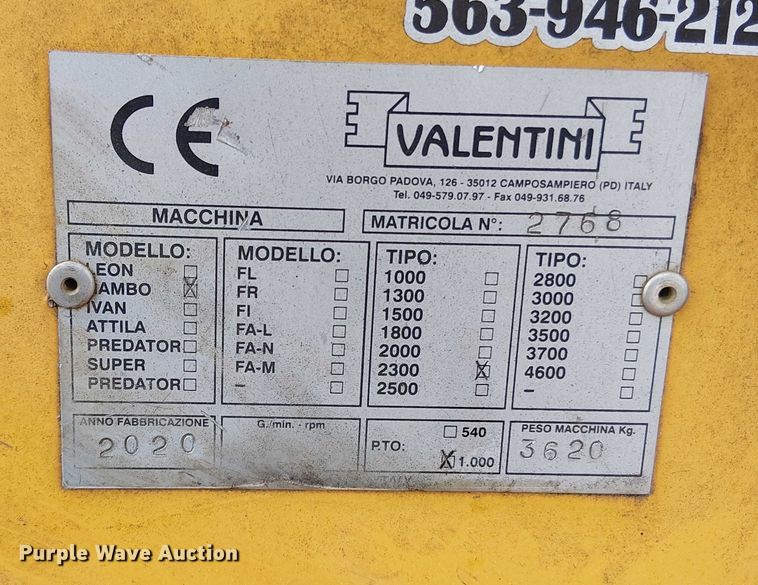 563-946-212
CE
VALENTINI
VIA BORGO PADOVA, 126 - 35012 CAMPOSAMPIERO (PD) ITALY
Tel. 049-579.07.97 - Fax 049-931.68.76
MACCHINA
MATRICOLA N°: 2768
MODELLO:
LEON
RAMBO
IVAN
ATTILA
PREDATOR
SUPER
PREDATOR
MODELLO:
FL
FR
FI
FA-L
FA-N
FA-M
–
TIPO:
1000
1300
1500
1800
2000
2300
2500
TIPO:
2800
3000
3200
3500
3700
4600
–
ANNO FABBRICAZIONE
2020
G./min. - rpm
P.TO:
540
1.000
PESO MACCHINA Kg.
3620
Purple Wave Auction